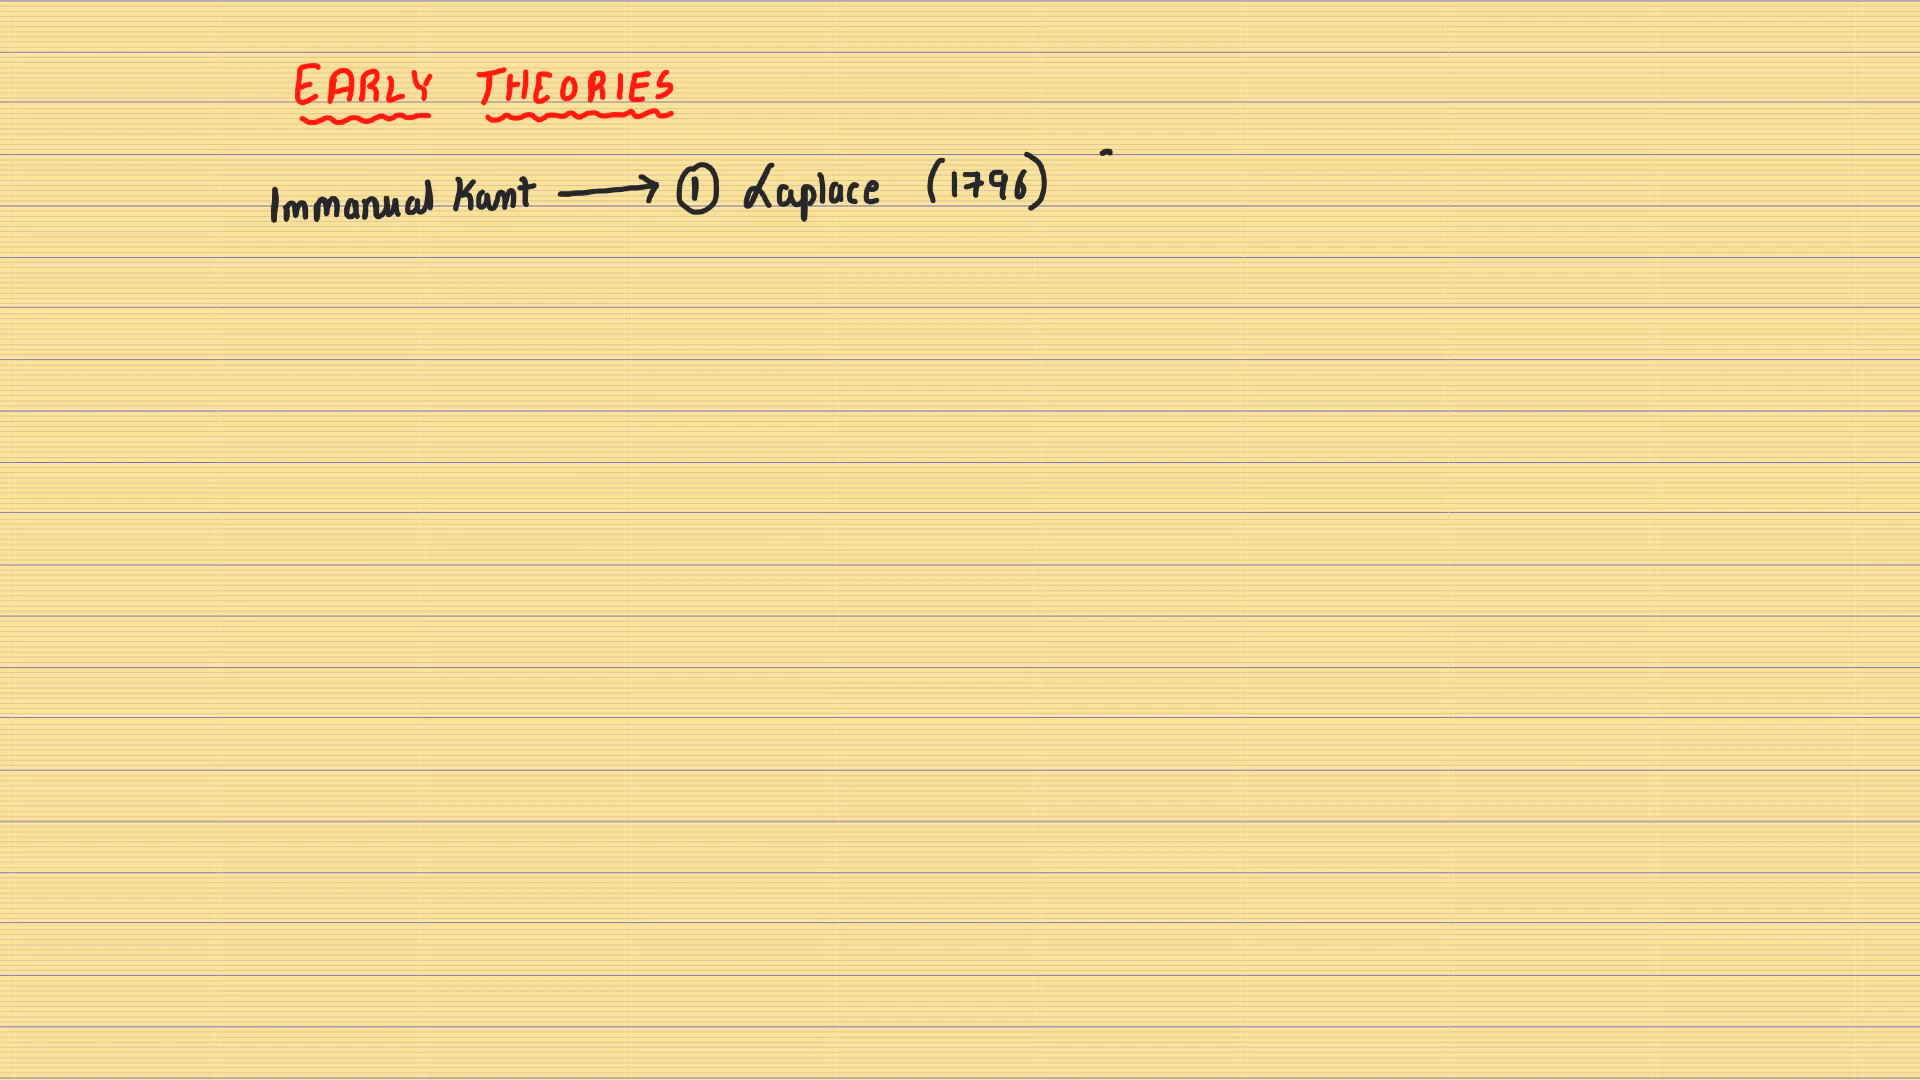 EARLY THEORIES
Immanual Kant → ① Laplace (1796) -